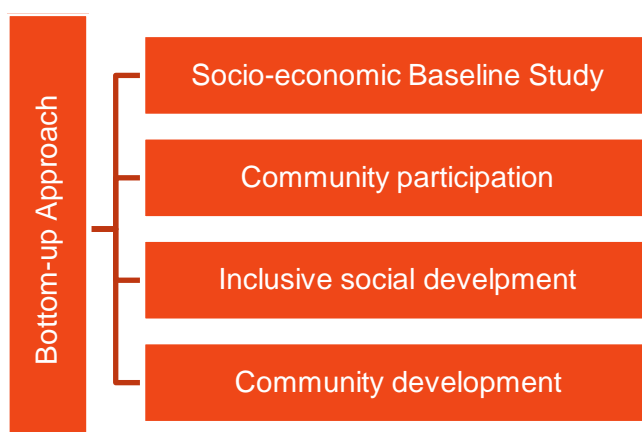 Bottom-up Approach
Socio-economic Baseline Study
Community participation
Inclusive social develpment
Community development